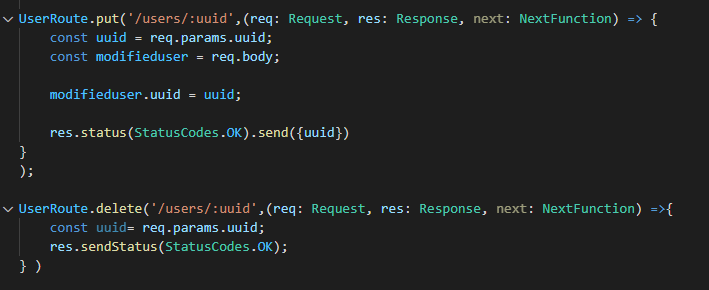 UserRoute.put('/users/:uuid',(req: Request, res: Response, next: NextFunction) => {
    const uuid = req.params.uuid;
    const modifieduser = req.body;
    modifieduser.uuid = uuid;
    res.status(StatusCodes.OK).send({uuid})
}
);
UserRoute.delete('/users/:uuid',(req: Request, res: Response, next: NextFunction) =>{
    const uuid= req.params.uuid;
    res.sendStatus(StatusCodes.OK);
} )